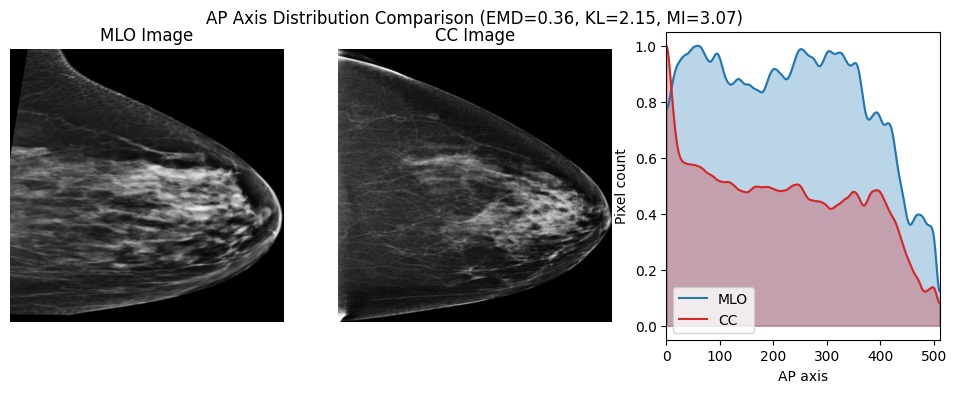 AP Axis Distribution Comparison (EMD=0.36, KL=2.15, MI=3.07)
MLO Image
CC Image
1.0
0.8
0.6
0.4
0.2
0.0
Pixel count
MLO
CC
0 100 200 300 400 500
AP axis